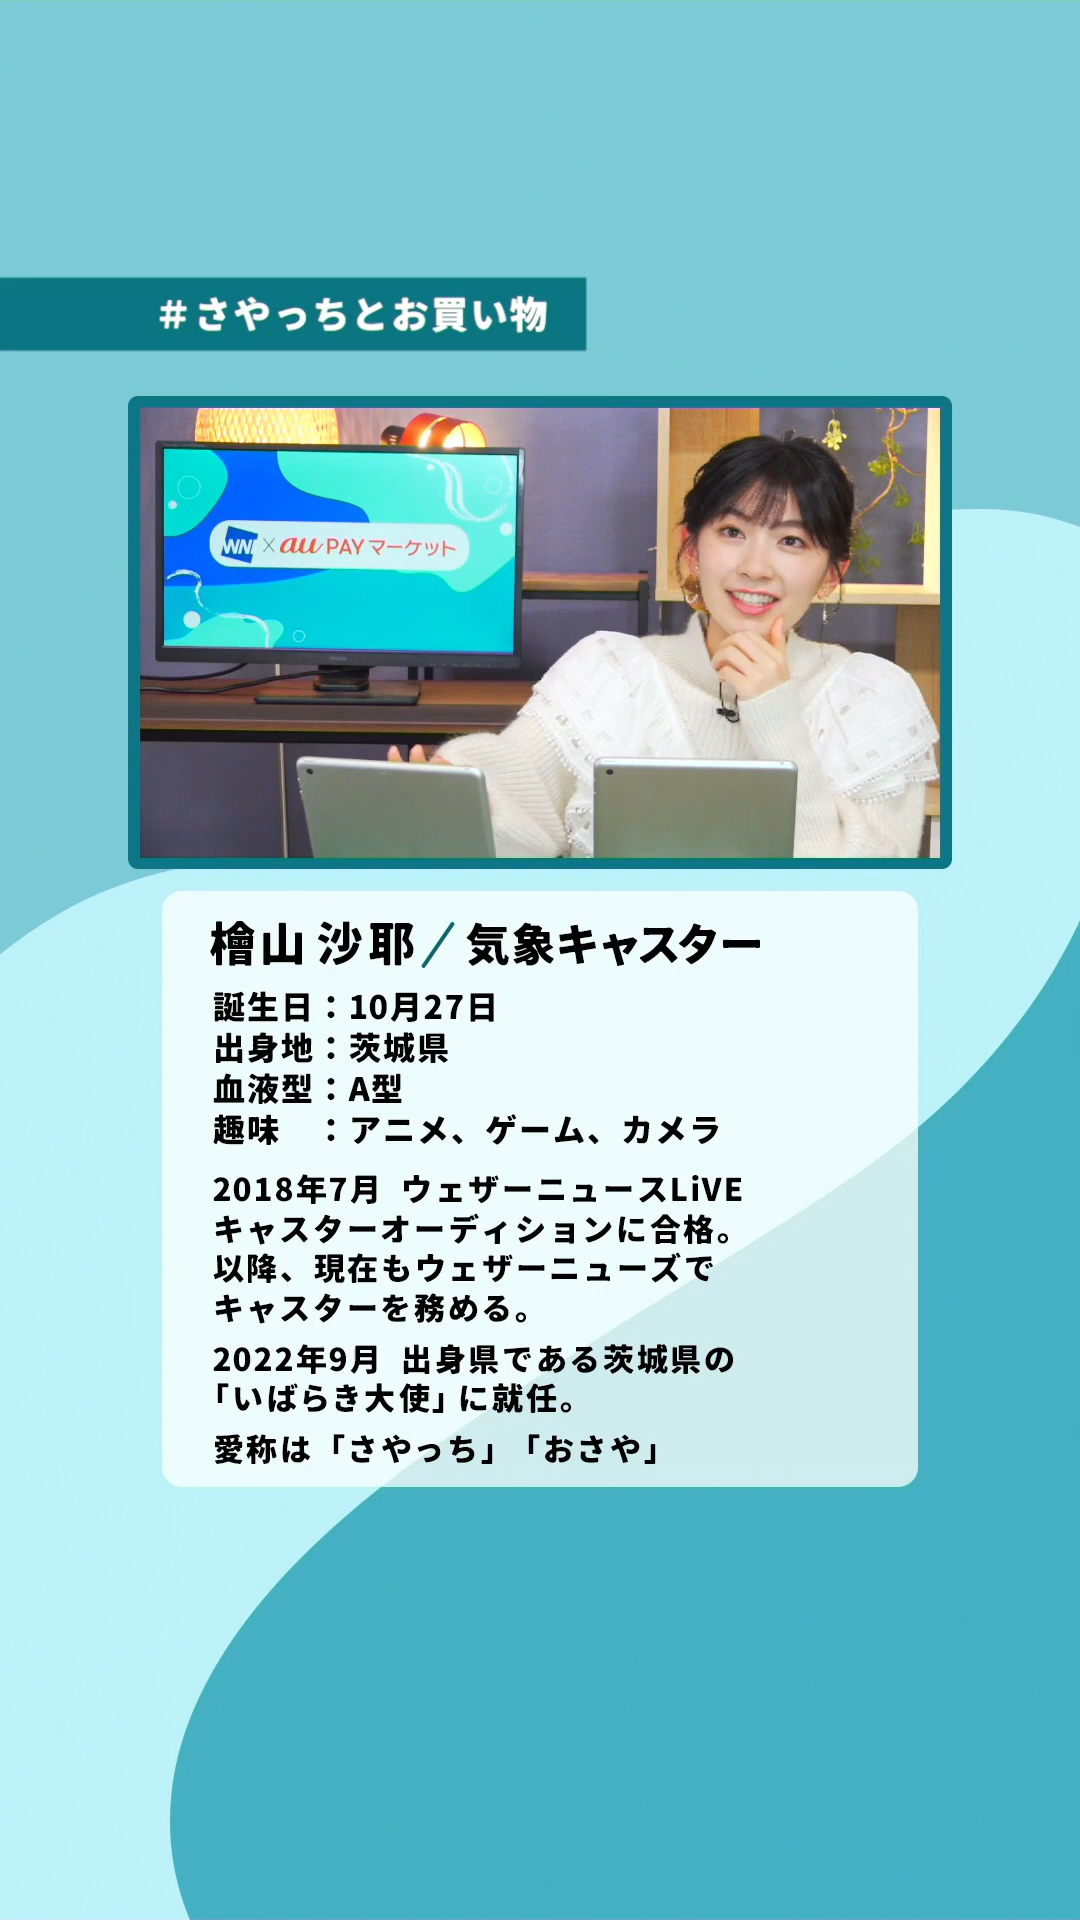 #さやっちとお買い物
WNI × au PAY マーケット
檜山 沙耶/気象キャスター
誕生日：10月27日
出身地：茨城県
血液型：A型
趣味　：アニメ、ゲーム、カメラ
2018年7月 ウェザーニュースLiVE
キャスターオーディションに合格。
以降、現在もウェザーニューズで
キャスターを務める。
2022年9月 出身県である茨城県の
「いばらき大使」に就任。
愛称は「さやっち」「おさや」